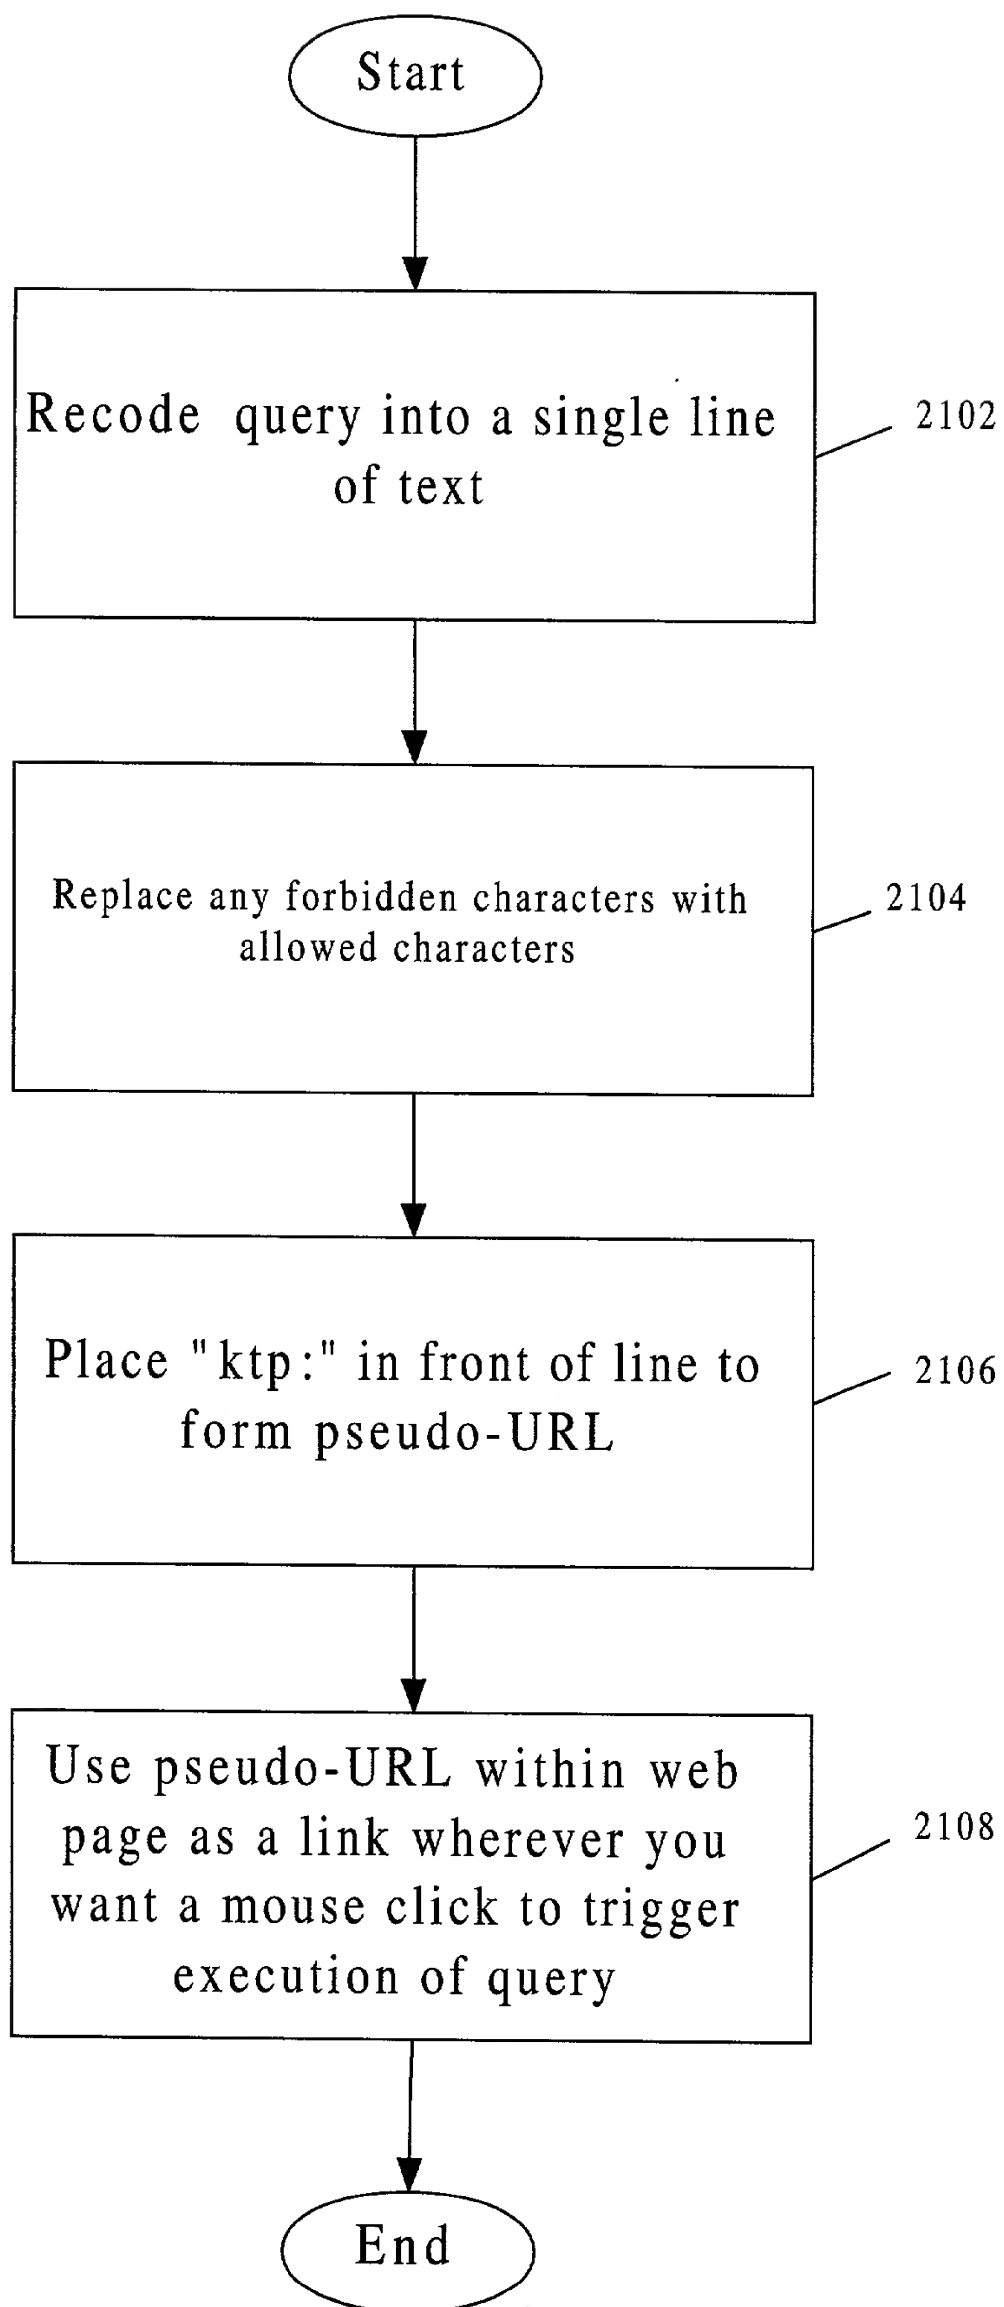 Start
Recode query into a single line
of text
2102
Replace any forbidden characters with
allowed characters
2104
Place "ktp:" in front of line to
form pseudo-URL
2106
Use pseudo-URL within web
page as a link wherever you
want a mouse click to trigger
execution of query
2108
End